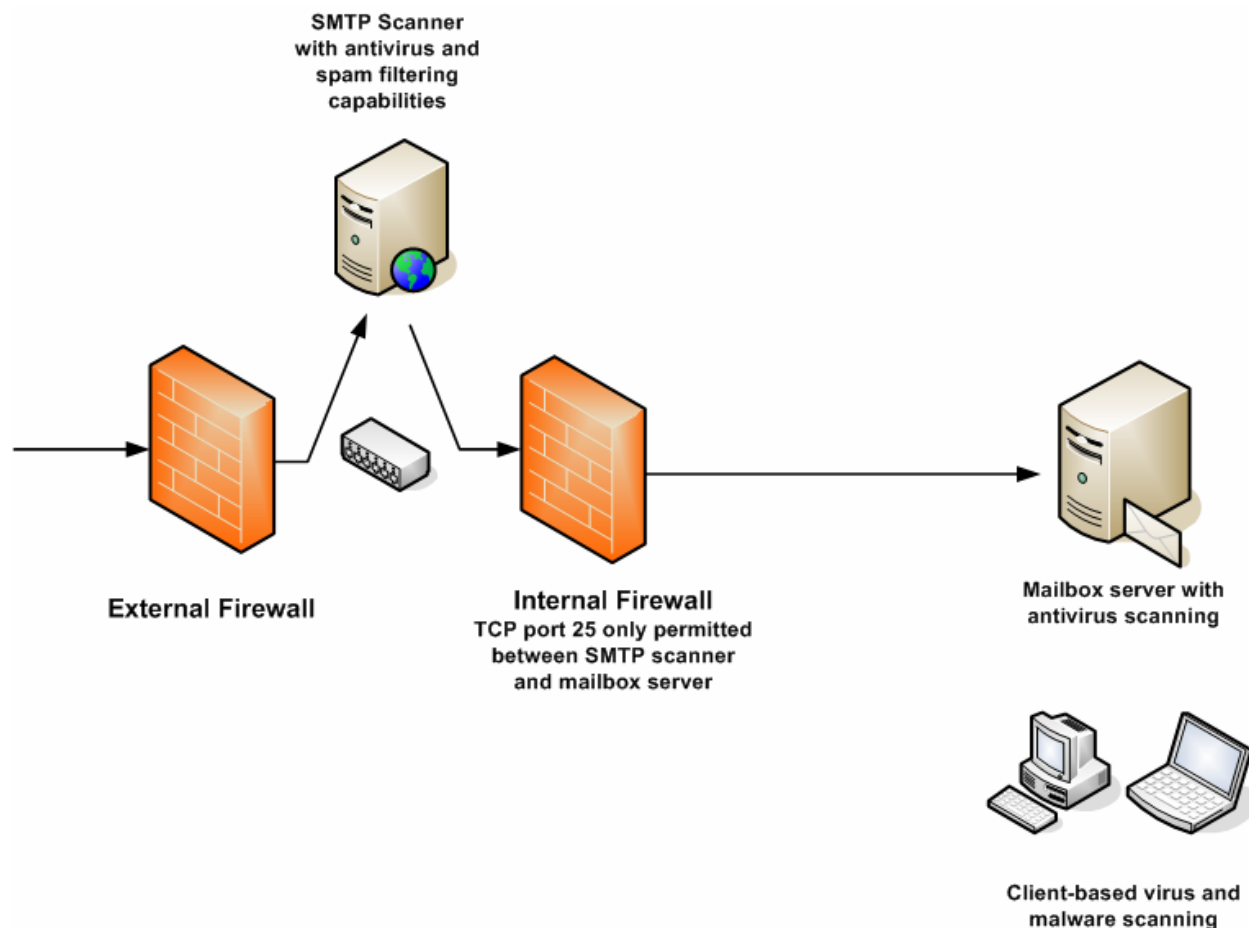 SMTP Scanner
with antivirus and
spam filtering
capabilities
External Firewall
Internal Firewall
TCP port 25 only permitted
between SMTP scanner
and mailbox server
Mailbox server with
antivirus scanning
Client-based virus and
malware scanning